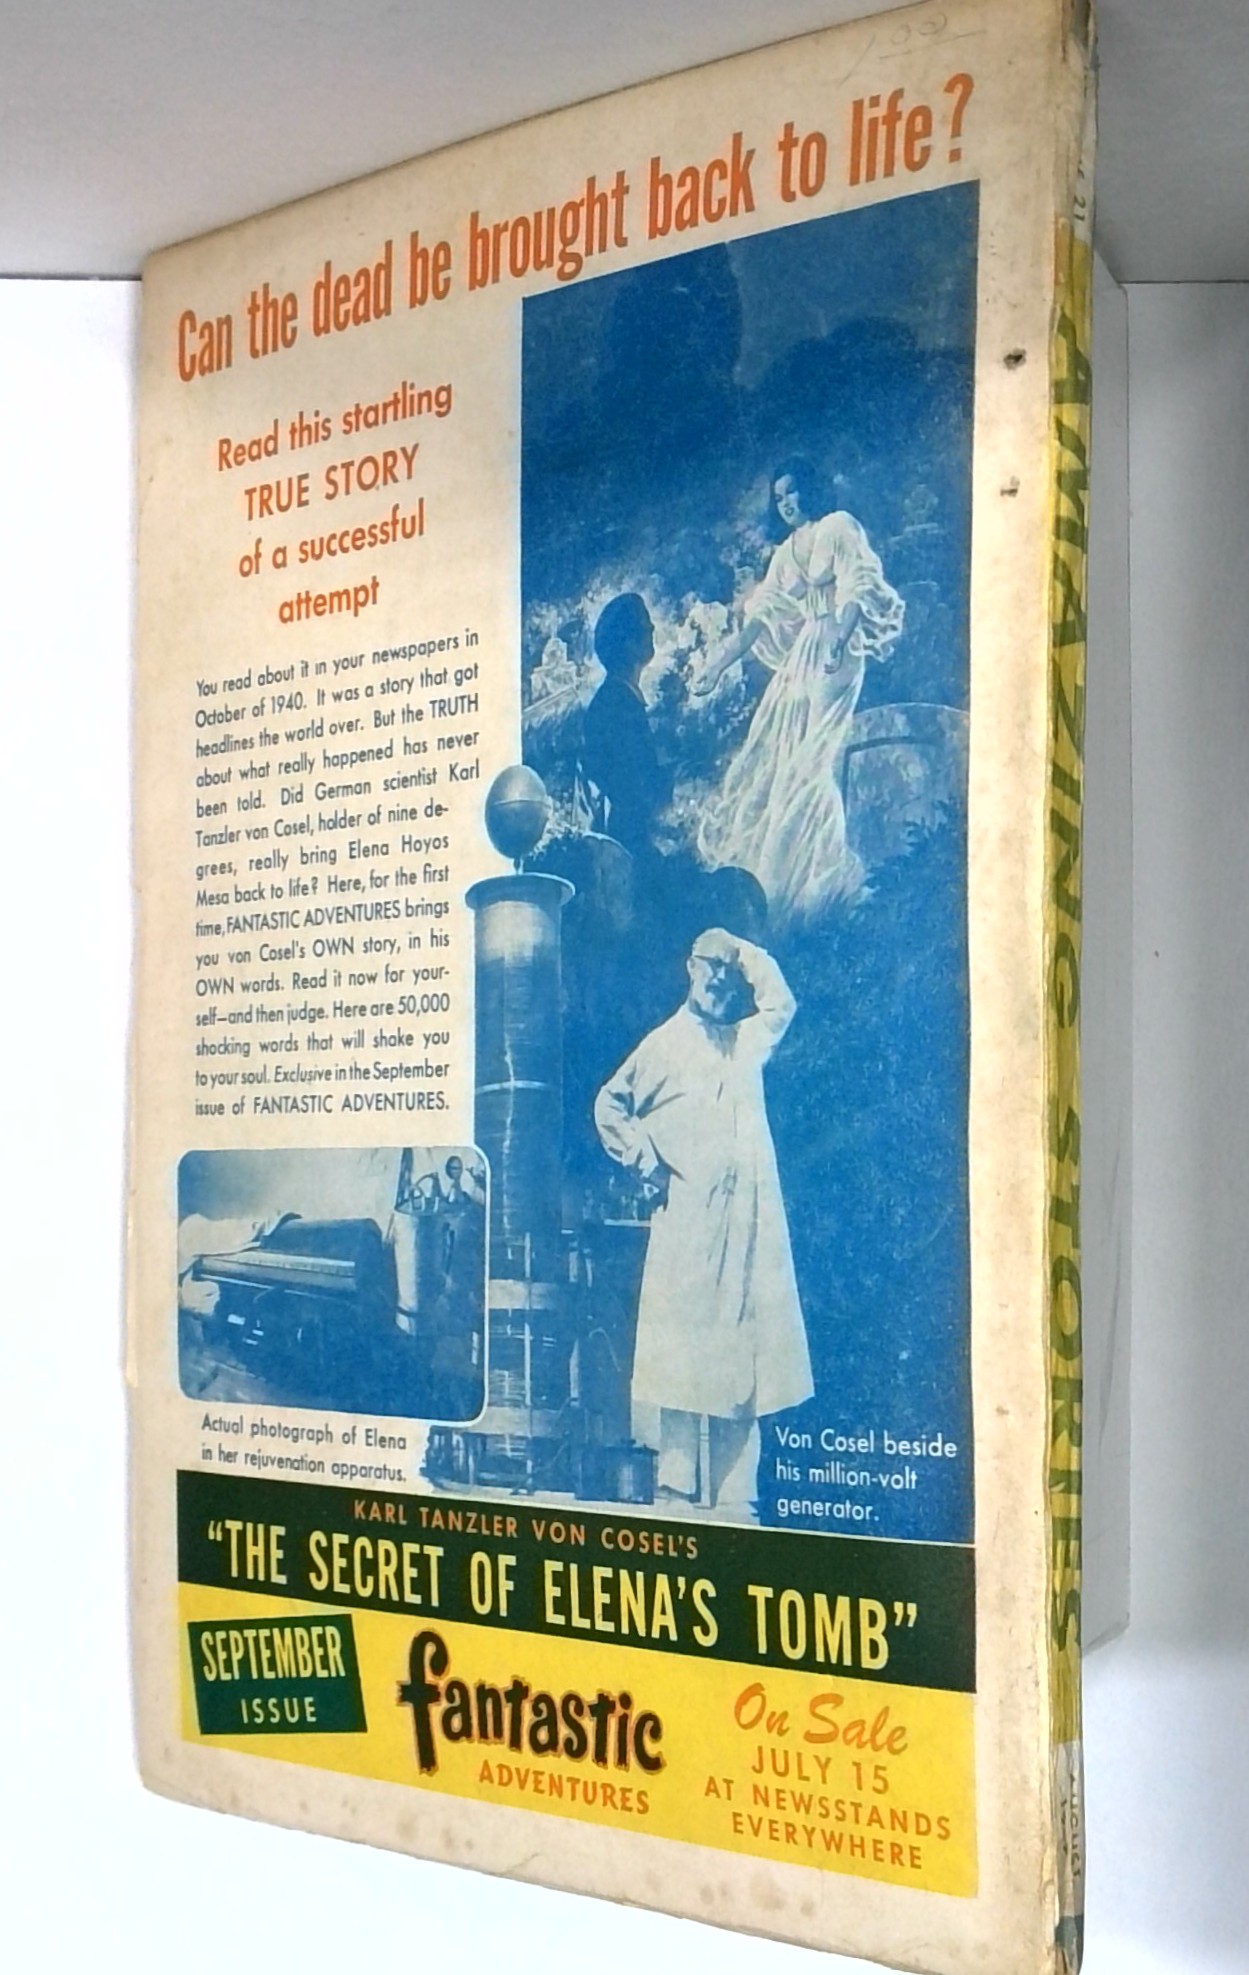 1.00
Can the dead be brought back to life?
Read this startling
TRUE STORY
of a successful
attempt
You read about it in your newspapers in
October of 1940. It was a story that got
headlines the world over. But the TRUTH
about what really happened has never
been told. Did German scientist Karl
Tanzler von Cosel, holder of nine de-
grees, really bring Elena Hoyos
Mesa back to life? Here, for the first
time, FANTASTIC ADVENTURES brings
you von Cosel's OWN story, in his
OWN words. Read it now for your-
self—and then judge. Here are 50,000
shocking words that will shake you
to your soul. Exclusive in the September
issue of FANTASTIC ADVENTURES.
Actual photograph of Elena
in her rejuvenation apparatus.
Von Cosel beside
his million-volt
generator.
KARL TANZLER VON COSEL'S
"THE SECRET OF ELENA'S TOMB"
SEPTEMBER
ISSUE
fantastic
ADVENTURES
On Sale
JULY 15
AT NEWSSTANDS
EVERYWHERE
21
AMAZING STORIES
AUGUST